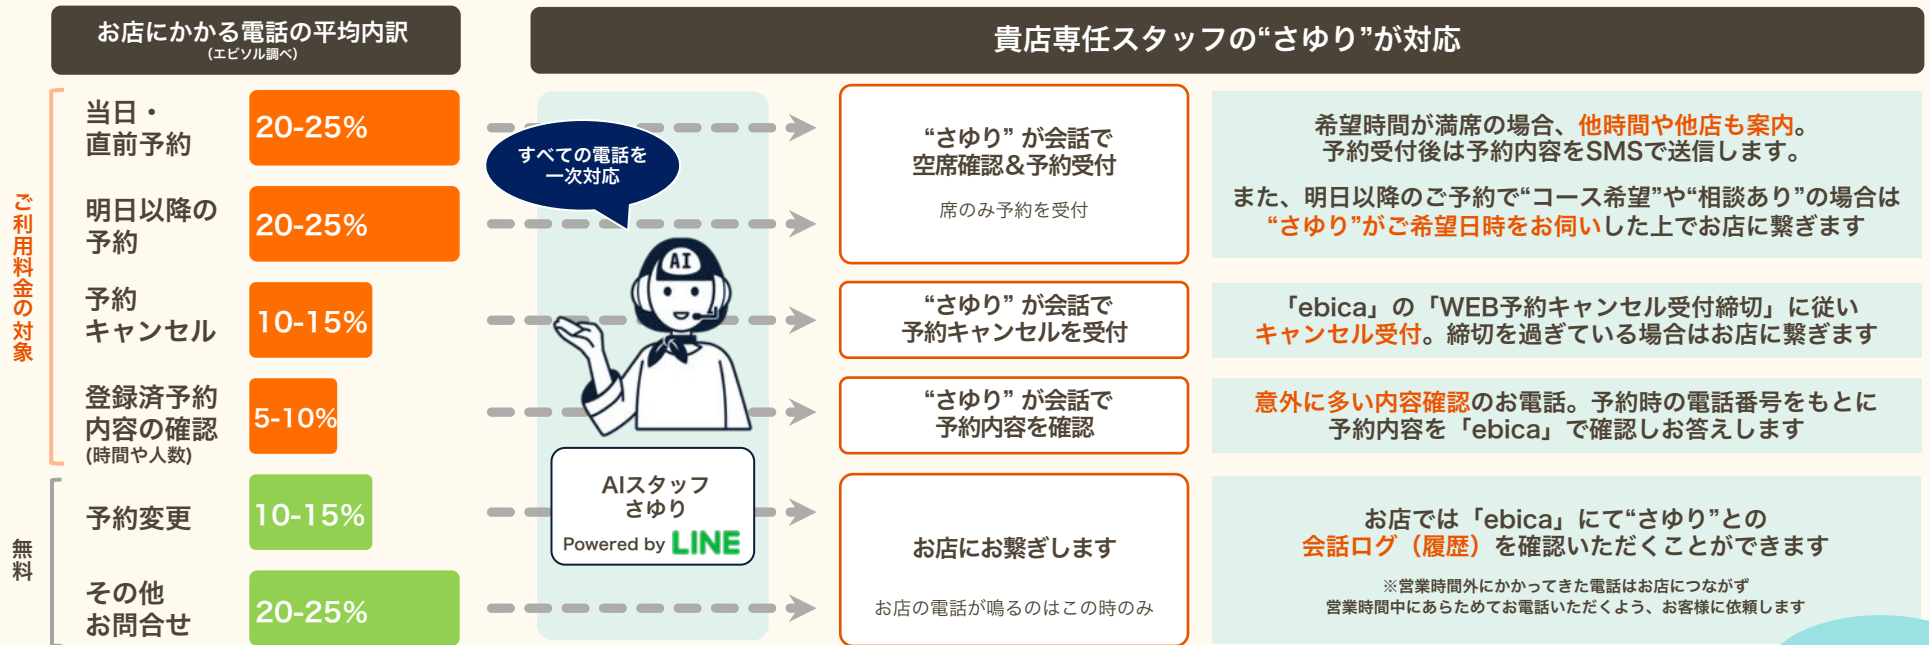 お店にかかる電話の平均内訳
(エビソル調べ)
貴店専任スタッフの“さゆり”が対応
ご利用料金の対象
当日・
直前予約
20-25%
明日以降の
予約
20-25%
予約
キャンセル
10-15%
登録済予約
内容の確認
(時間や人数)
5-10%
無料
予約変更
10-15%
その他
お問合せ
20-25%
すべての電話を
一次対応
AI
AIスタッフ
さゆり
Powered by LINE
“さゆり” が会話で
空席確認&予約受付
席のみ予約を受付
希望時間が満席の場合、他時間や他店も案内。
予約受付後は予約内容をSMSで送信します。
また、明日以降のご予約で“コース希望”や“相談あり”の場合は
“さゆり”がご希望日時をお伺いした上でお店に繋ぎます
“さゆり” が会話で
予約キャンセルを受付
「ebica」の「WEB予約キャンセル受付締切」に従い
キャンセル受付。締切を過ぎている場合はお店に繋ぎます
“さゆり” が会話で
予約内容を確認
意外に多い内容確認のお電話。予約時の電話番号をもとに
予約内容を「ebica」で確認しお答えします
お店にお繋ぎします
お店の電話が鳴るのはこの時のみ
お店では「ebica」にて“さゆり”との
会話ログ（履歴）を確認いただくことができます
※営業時間外にかかってきた電話はお店につながず
営業時間中にあらためてお電話いただくよう、お客様に依頼します